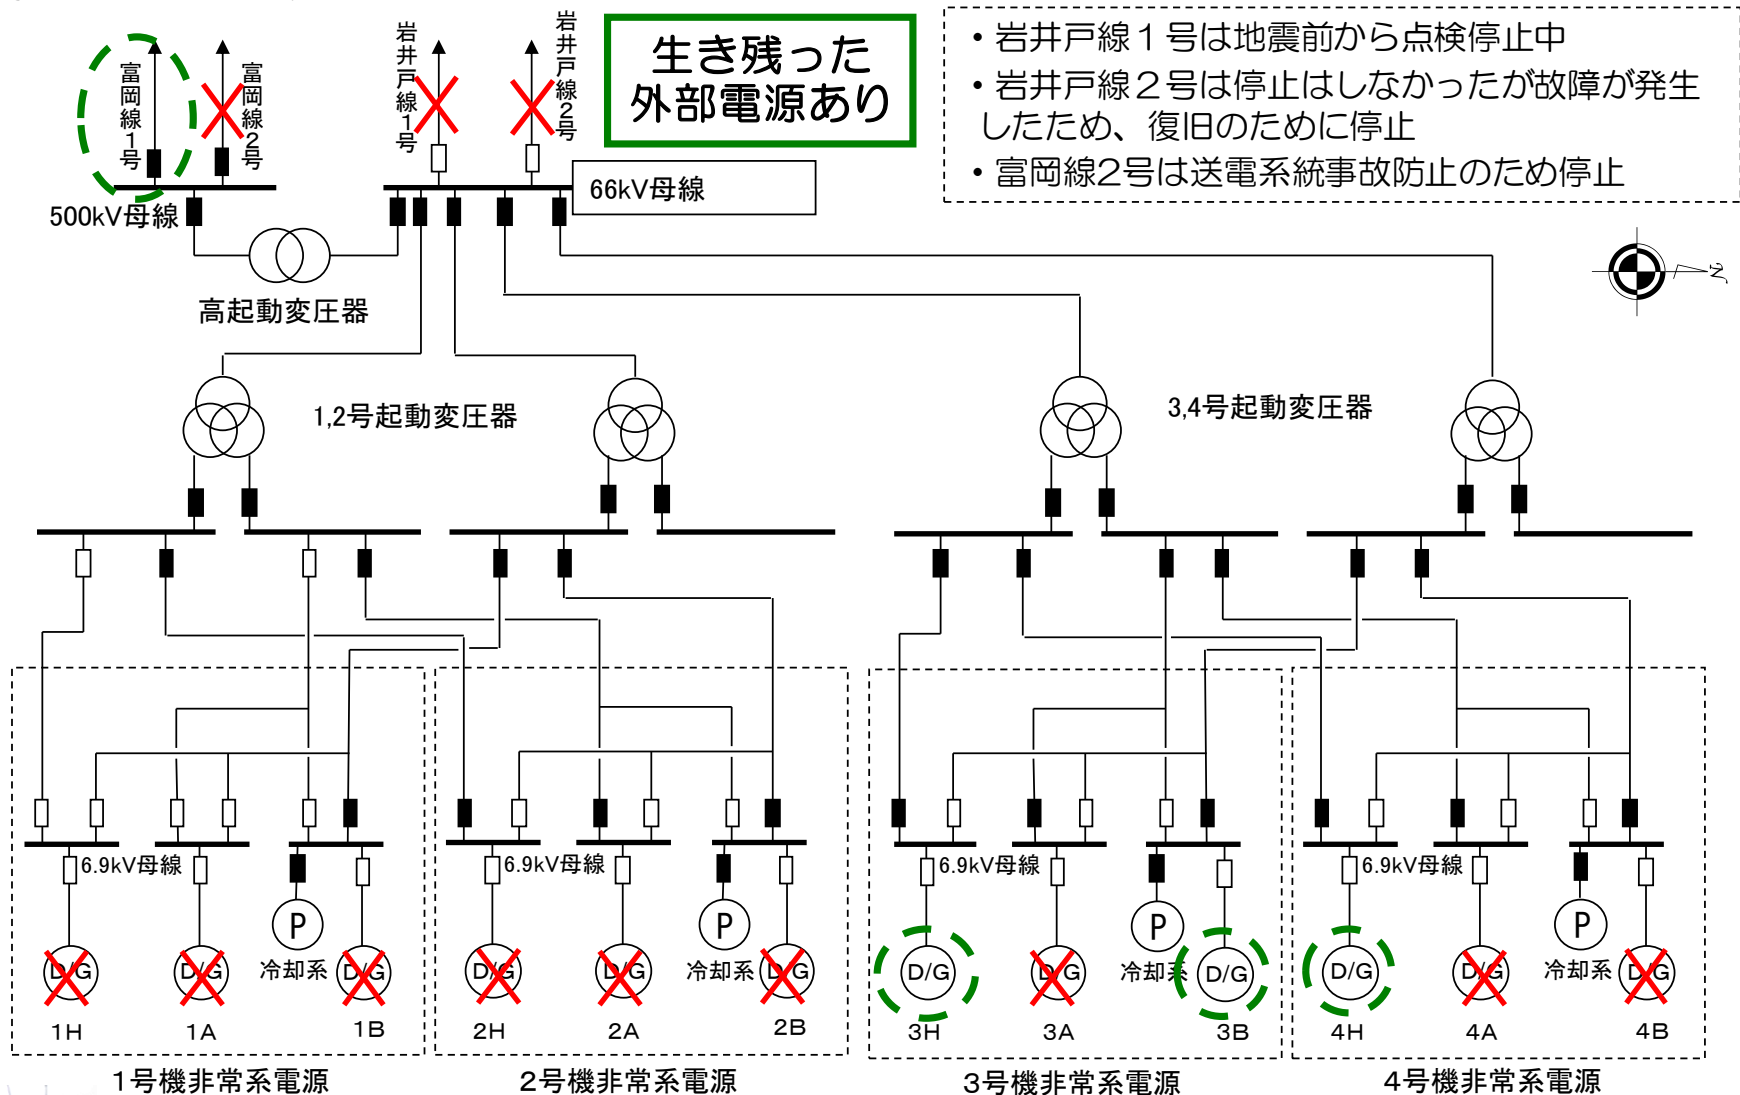 富岡線1号
富岡線2号
岩井戸線1号
岩井戸線2号
生き残った
外部電源あり
・岩井戸線１号は地震前から点検停止中
・岩井戸線２号は停止はしなかったが故障が発生
したため、復旧のために停止
・富岡線2号は送電系統事故防止のため停止
500kV母線
66kV母線
N
高起動変圧器
1,2号起動変圧器
3,4号起動変圧器
6.9kV母線
6.9kV母線
6.9kV母線
6.9kV母線
P
P
P
P
冷却系
冷却系
冷却系
冷却系
D/G
D/G
D/G
D/G
D/G
D/G
D/G
D/G
D/G
D/G
D/G
D/G
1H
1A
1B
2H
2A
2B
3H
3A
3B
4H
4A
4B
1号機非常系電源
2号機非常系電源
3号機非常系電源
4号機非常系電源